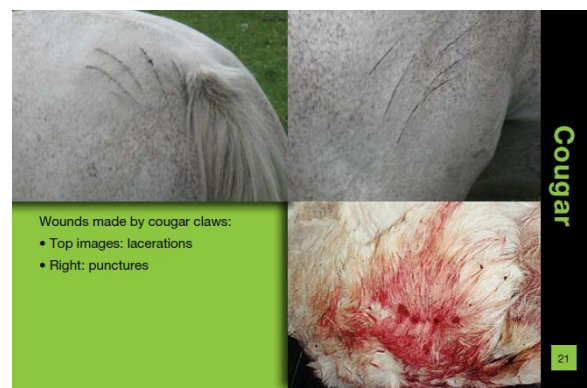 Wounds made by cougar claws:
• Top images: lacerations
• Right: punctures
Cougar
21